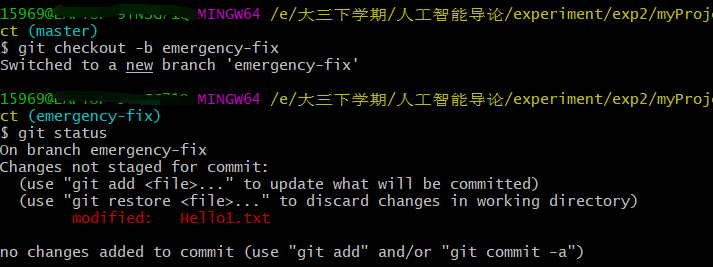 15969@ MINGW64 /e/大三下学期/人工智能导论/experiment/exp2/myProje
ct (master)
$ git checkout -b emergency-fix
Switched to a new branch 'emergency-fix'
15969@ MINGW64 /e/大三下学期/人工智能导论/experiment/exp2/myProje
ct (emergency-fix)
$ git status
On branch emergency-fix
Changes not staged for commit:
  (use "git add <file>..." to update what will be committed)
  (use "git restore <file>..." to discard changes in working directory)
        modified:   Hello1.txt
no changes added to commit (use "git add" and/or "git commit -a")